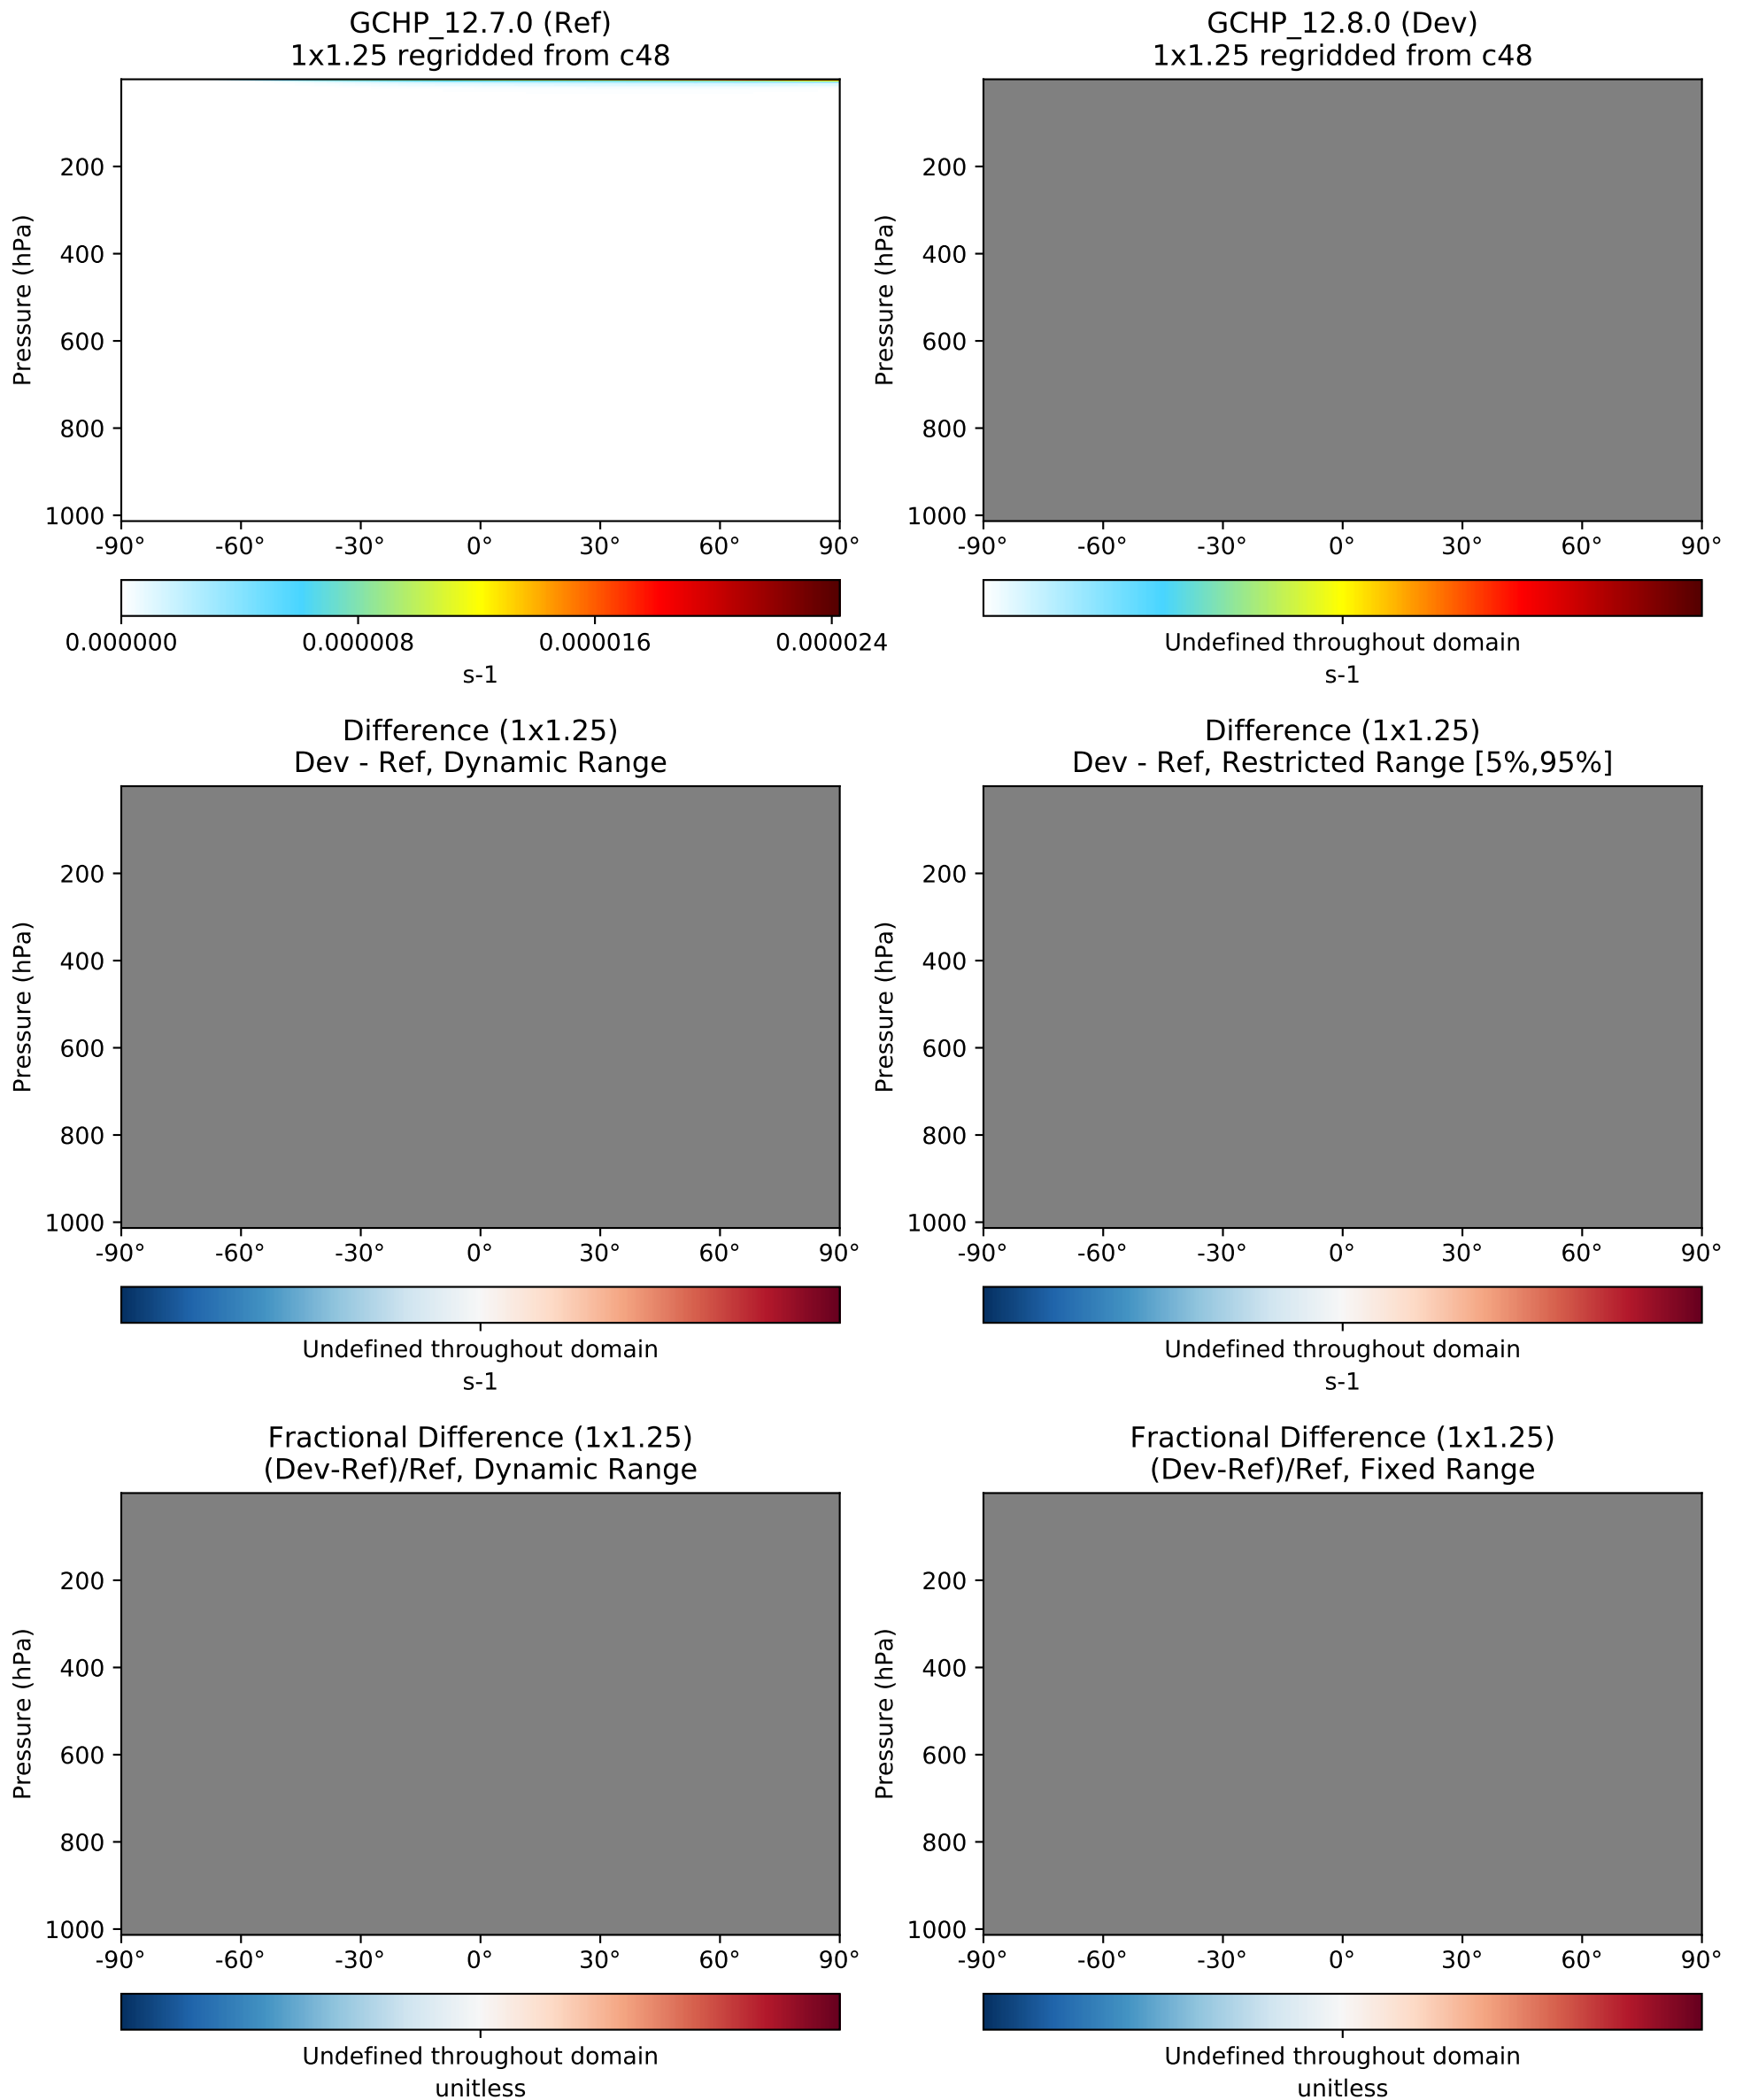 GCHP_12.7.0 (Ref)
1x1.25 regridded from c48
Pressure (hPa)
200
400
600
800
1000
-90° -60° -30° 0° 30° 60° 90°
0.000000 0.000008 0.000016 0.000024
s-1
GCHP_12.8.0 (Dev)
1x1.25 regridded from c48
Pressure (hPa)
200
400
600
800
1000
-90° -60° -30° 0° 30° 60° 90°
Undefined throughout domain
s-1
Difference (1x1.25)
Dev - Ref, Dynamic Range
Pressure (hPa)
200
400
600
800
1000
-90° -60° -30° 0° 30° 60° 90°
Undefined throughout domain
s-1
Difference (1x1.25)
Dev - Ref, Restricted Range [5%,95%]
Pressure (hPa)
200
400
600
800
1000
-90° -60° -30° 0° 30° 60° 90°
Undefined throughout domain
s-1
Fractional Difference (1x1.25)
(Dev-Ref)/Ref, Dynamic Range
Pressure (hPa)
200
400
600
800
1000
-90° -60° -30° 0° 30° 60° 90°
Undefined throughout domain
unitless
Fractional Difference (1x1.25)
(Dev-Ref)/Ref, Fixed Range
Pressure (hPa)
200
400
600
800
1000
-90° -60° -30° 0° 30° 60° 90°
Undefined throughout domain
unitless